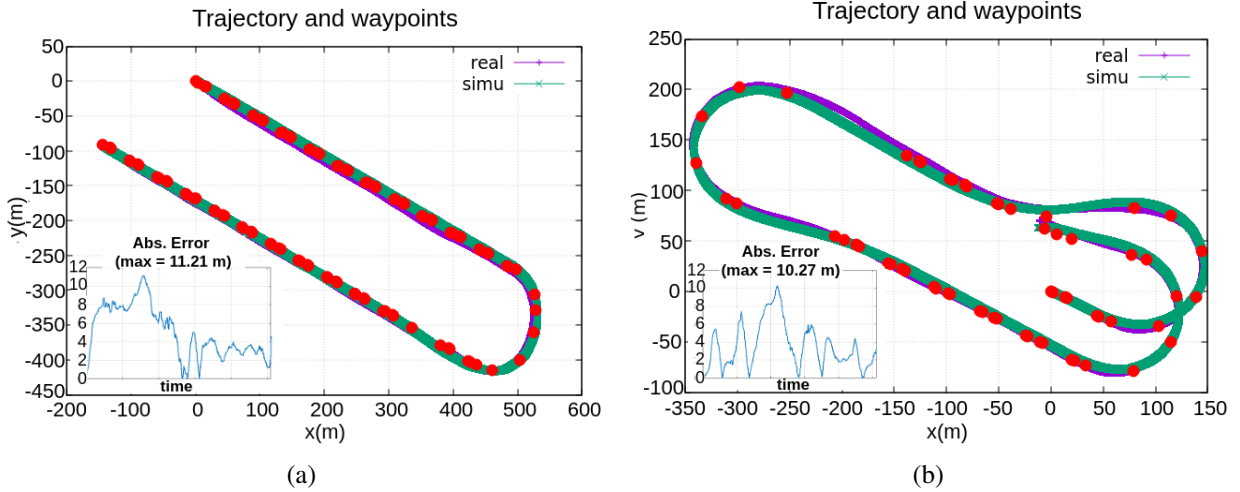 Trajectory and waypoints
real
simu
50
0
-50
-100
-150
-200
-250
-300
-350
-400
-450
y(m)
Abs. Error
(max = 11.21 m)
12
10
8
6
4
2
0
time
-200
-100
0
100
200
300
400
500
600
x(m)
(a)
Trajectory and waypoints
real
simu
250
200
150
100
50
0
-50
-100
y (m)
Abs. Error
(max = 10.27 m)
12
10
8
6
4
2
0
time
-350
-300
-250
-200
-150
-100
-50
0
50
100
150
x(m)
(b)